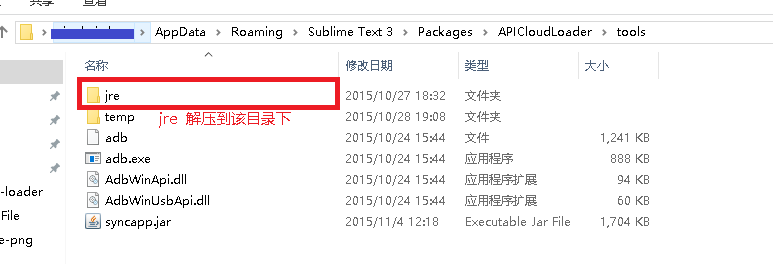 共享 查看
AppData › Roaming › Sublime Text 3 › Packages › APICloudLoader › tools
名称 修改日期 类型 大小
jre 2015/10/27 18:32 文件夹
temp 2015/10/28 19:08 文件夹
jre 解压到该目录下
adb 2015/10/24 15:44 文件 1,241 KB
adb.exe 2015/10/24 15:44 应用程序 888 KB
AdbWinApi.dll 2015/10/24 15:44 应用程序扩展 94 KB
AdbWinUsbApi.dll 2015/10/24 15:44 应用程序扩展 60 KB
syncapp.jar 2015/11/4 12:18 Executable Jar File 1,704 KB
-loader
File
e-png